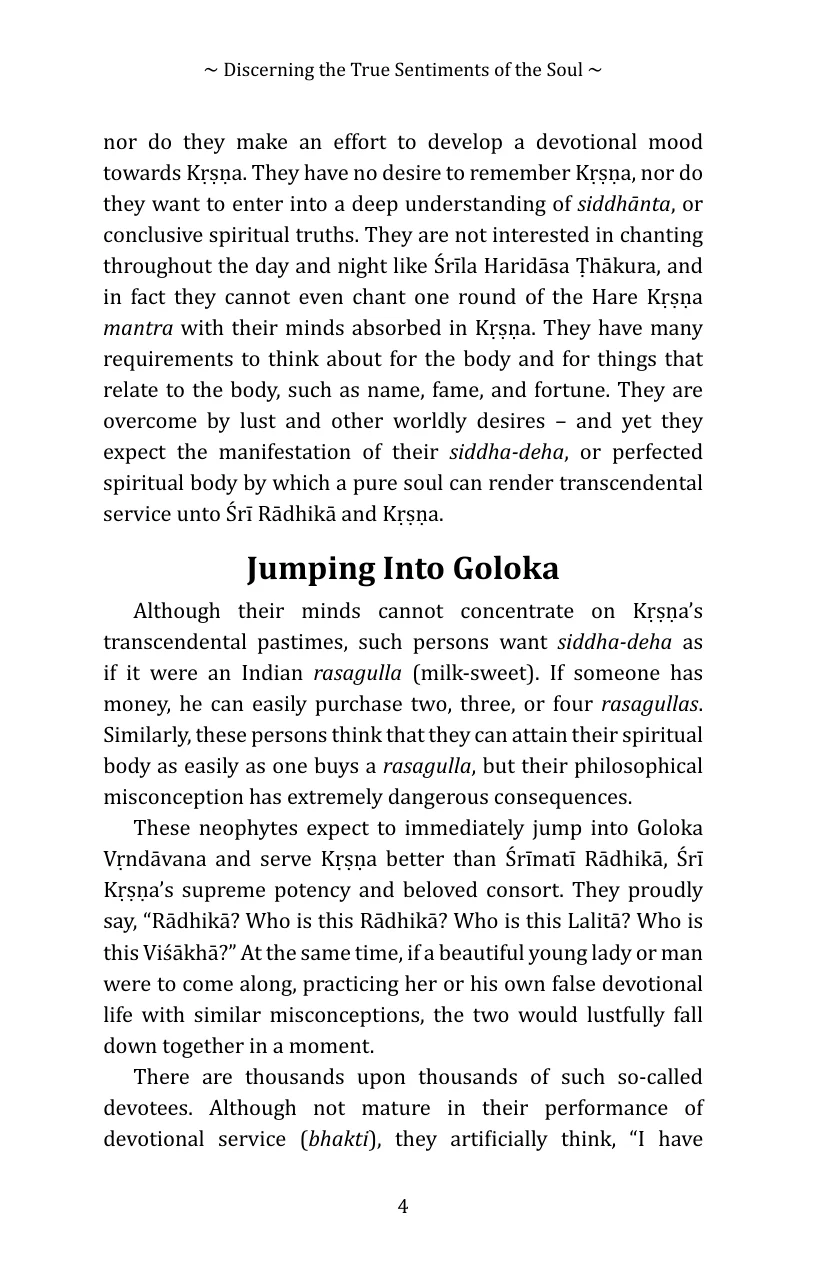 ~ Discerning the True Sentiments of the Soul ~
nor do they make an effort to develop a devotional mood
towards Kṛṣṇa. They have no desire to remember Kṛṣṇa, nor do
they want to enter into a deep understanding of siddhānta, or
conclusive spiritual truths. They are not interested in chanting
throughout the day and night like Śrīla Haridāsa Ṭhākura, and
in fact they cannot even chant one round of the Hare Kṛṣṇa
mantra with their minds absorbed in Kṛṣṇa. They have many
requirements to think about for the body and for things that
relate to the body, such as name, fame, and fortune. They are
overcome by lust and other worldly desires – and yet they
expect the manifestation of their siddha-deha, or perfected
spiritual body by which a pure soul can render transcendental
service unto Śrī Rādhikā and Kṛṣṇa.
Jumping Into Goloka
Although their minds cannot concentrate on Kṛṣṇa’s
transcendental pastimes, such persons want siddha-deha as
if it were an Indian rasagulla (milk-sweet). If someone has
money, he can easily purchase two, three, or four rasagullas.
Similarly, these persons think that they can attain their spiritual
body as easily as one buys a rasagulla, but their philosophical
misconception has extremely dangerous consequences.
These neophytes expect to immediately jump into Goloka
Vṛndāvana and serve Kṛṣṇa better than Śrīmatī Rādhikā, Śrī
Kṛṣṇa’s supreme potency and beloved consort. They proudly
say, “Rādhikā? Who is this Rādhikā? Who is this Lalitā? Who is
this Viśākhā?” At the same time, if a beautiful young lady or man
were to come along, practicing her or his own false devotional
life with similar misconceptions, the two would lustfully fall
down together in a moment.
There are thousands upon thousands of such so-called
devotees. Although not mature in their performance of
devotional service (bhakti), they artificially think, “I have
4